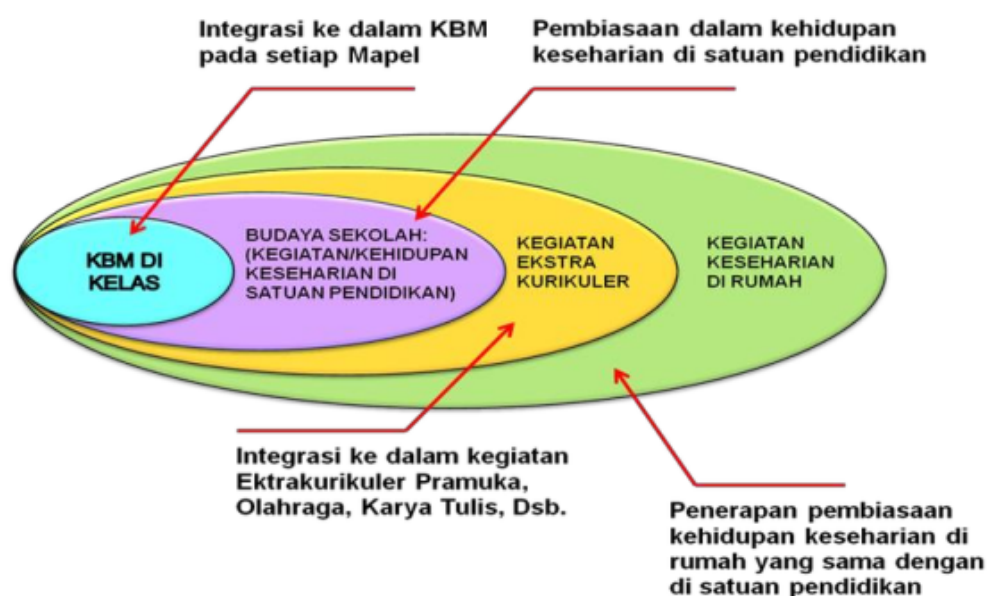 Integrasi ke dalam KBM
pada setiap Mapel
Pembiasaan dalam kehidupan
keseharian di satuan pendidikan
KBM DI
KELAS
BUDAYA SEKOLAH:
(KEGIATAN/KEHIDUPAN
KESEHARIAN DI
SATUAN PENDIDIKAN)
KEGIATAN
EKSTRA
KURIKULER
KEGIATAN
KESEHARIAN
DI RUMAH
Integrasi ke dalam kegiatan
Ektrakurikuler Pramuka,
Olahraga, Karya Tulis, Dsb.
Penerapan pembiasaan
kehidupan keseharian di
rumah yang sama dengan
di satuan pendidikan